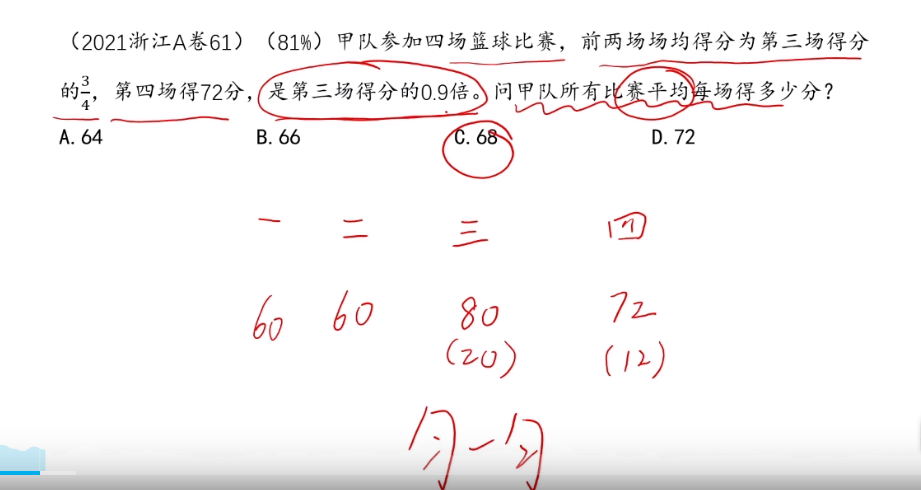 （2021浙江A卷61）（81%）甲队参加四场篮球比赛，前两场场均得分为第三场得分
的3/4，第四场得72分，是第三场得分的0.9倍。问甲队所有比赛平均每场得多少分？
A. 64 B. 66 C. 68 D. 72
一 二 三 四
60 60 80 72
(20) (12)
匀一匀